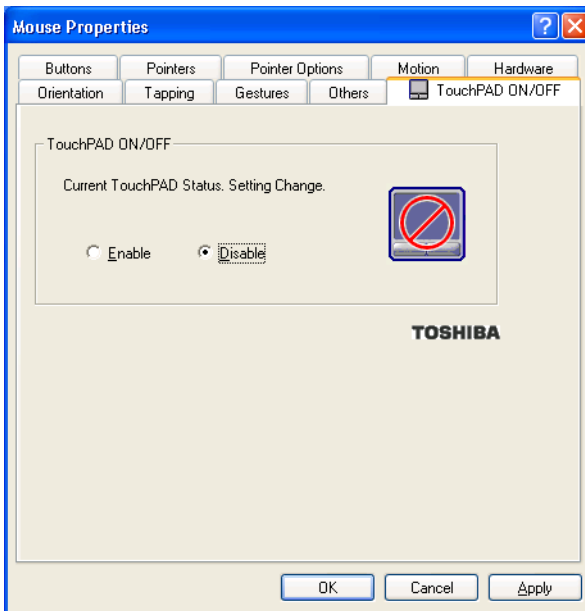 Mouse Properties
Buttons Pointers Pointer Options Motion Hardware
Orientation Tapping Gestures Others TouchPAD ON/OFF
TouchPAD ON/OFF
Current TouchPAD Status. Setting Change.
Enable Disable
TOSHIBA
OK Cancel Apply